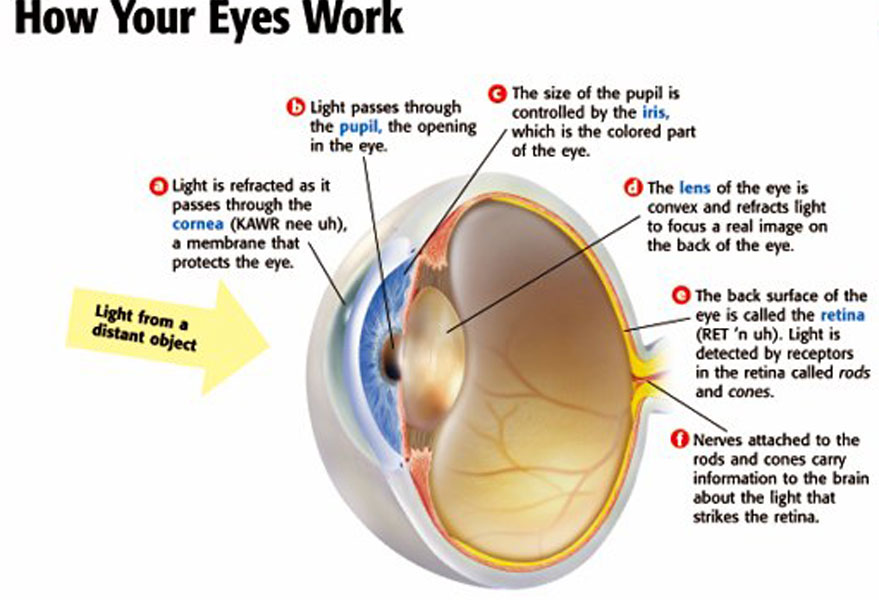 How Your Eyes Work
a Light is refracted as it
passes through the
cornea (KAWR nee uh),
a membrane that
protects the eye.
b Light passes through
the pupil, the opening
in the eye.
c The size of the pupil is
controlled by the iris,
which is the colored part
of the eye.
d The lens of the eye is
convex and refracts light
to focus a real image on
the back of the eye.
e The back surface of the
eye is called the retina
(RET 'n uh). Light is
detected by receptors
in the retina called rods
and cones.
f Nerves attached to the
rods and cones carry
information to the brain
about the light that
strikes the retina.
Light from a
distant object